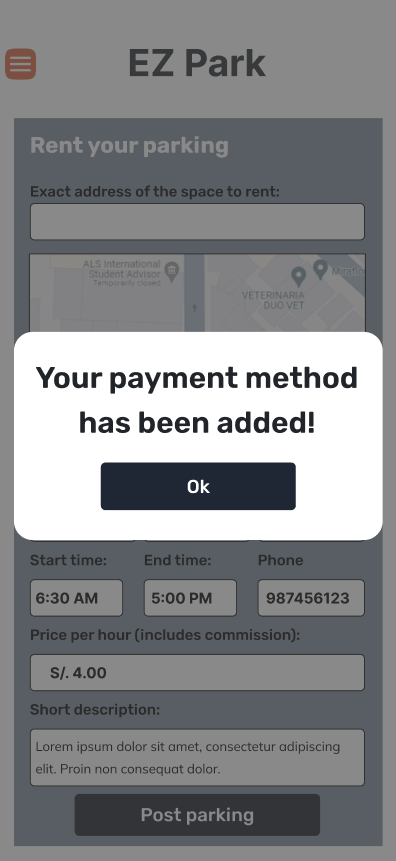 EZ Park
Rent your parking
Exact address of the space to rent:
ALS International
Student Advisor
Temporarily closed
VETERINARIA
DUO VET
Your payment method
has been added!
Ok
Start time:
End time:
Phone
6:30 AM
5:00 PM
987456123
Price per hour (includes commission):
S/. 4.00
Short description:
Lorem ipsum dolor sit amet, consectetur adipiscing
elit. Proin non consequat dolor.
Post parking